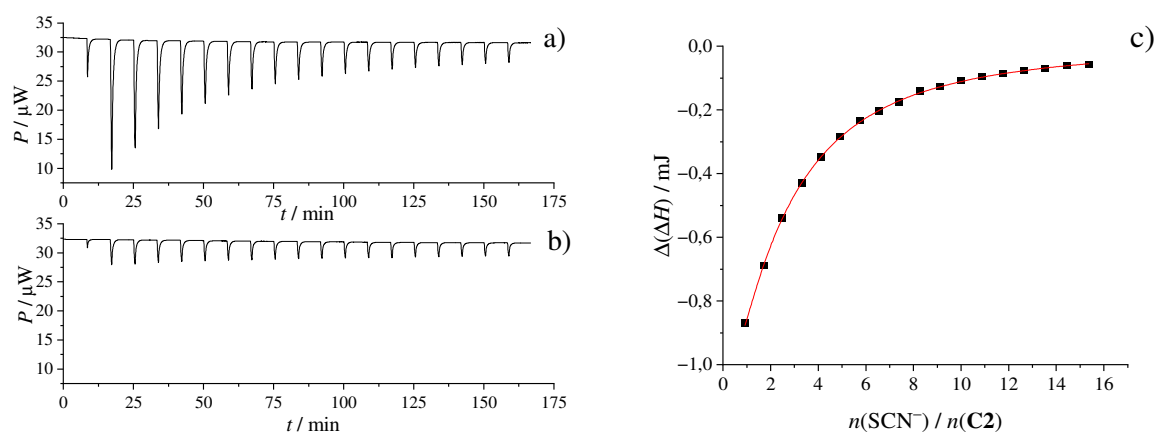 a)
P / µW
35
30
25
20
15
10
0 25 50 75 100 125 150 175
t / min
b)
P / µW
35
30
25
20
15
10
0 25 50 75 100 125 150 175
t / min
c)
Δ(ΔH) / mJ
0,0
−0,2
−0,4
−0,6
−0,8
−1,0
0 2 4 6 8 10 12 14 16
n(SCN⁻) / n(C2)